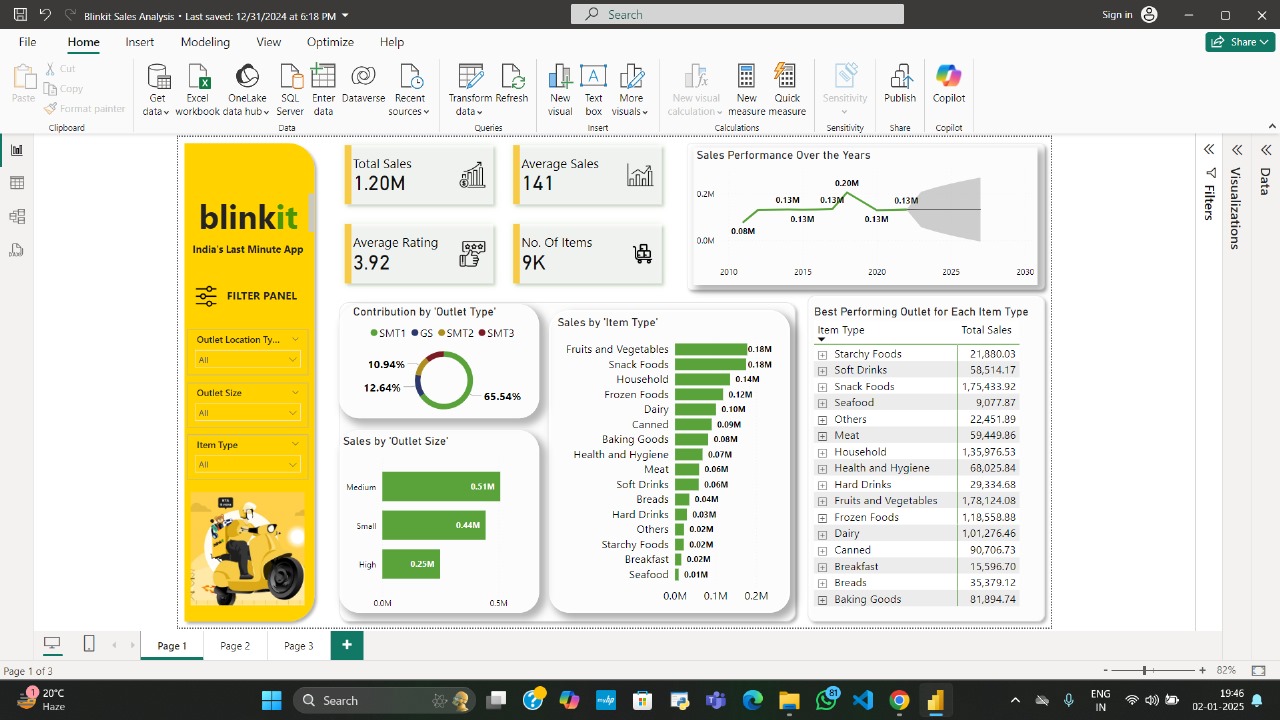 Blinkit Sales Analysis • Last saved: 12/31/2024 at 6:18 PM
Search
Sign in
File Home Insert Modeling View Optimize Help
Share
Paste
Cut
Copy
Format painter
Clipboard
Get data
Excel workbook
OneLake data hub
SQL Server
Enter data
Dataverse
Recent sources
Data
Transform data
Refresh
Queries
New visual
Text box
More visuals
Insert
New visual calculation
New measure
Quick measure
Calculations
Sensitivity
Sensitivity
Publish
Share
Copilot
Copilot
blinkit
India's Last Minute App
FILTER PANEL
Outlet Location Ty...
All
Outlet Size
All
Item Type
All
Total Sales
1.20M
Average Sales
141
Average Rating
3.92
No. Of Items
9K
Sales Performance Over the Years
0.2M
0.0M
0.08M
0.13M
0.13M
0.13M
0.20M
0.13M
0.13M
2010 2015 2020 2025 2030
Contribution by 'Outlet Type'
SMT1 GS SMT2 SMT3
10.94%
12.64%
65.54%
Sales by 'Outlet Size'
Medium 0.51M
Small 0.44M
High 0.25M
0.0M 0.5M
Sales by 'Item Type'
Fruits and Vegetables 0.18M
Snack Foods 0.18M
Household 0.14M
Frozen Foods 0.12M
Dairy 0.10M
Canned 0.09M
Baking Goods 0.08M
Health and Hygiene 0.07M
Meat 0.06M
Soft Drinks 0.06M
Breads 0.04M
Hard Drinks 0.03M
Others 0.02M
Starchy Foods 0.02M
Breakfast 0.02M
Seafood 0.01M
0.0M 0.1M 0.2M
Best Performing Outlet for Each Item Type
Item Type Total Sales
Starchy Foods 21,880.03
Soft Drinks 58,514.17
Snack Foods 1,75,433.92
Seafood 9,077.87
Others 22,451.89
Meat 59,449.86
Household 1,35,976.53
Health and Hygiene 68,025.84
Hard Drinks 29,334.68
Fruits and Vegetables 1,78,124.08
Frozen Foods 1,18,558.88
Dairy 1,01,276.46
Canned 90,706.73
Breakfast 15,596.70
Breads 35,379.12
Baking Goods 81,894.74
Filters
Visualizations
Data
Page 1 Page 2 Page 3
Page 1 of 3
82%
1
20°C
Haze
Search
81
ENG
IN
19:46
02-01-2025